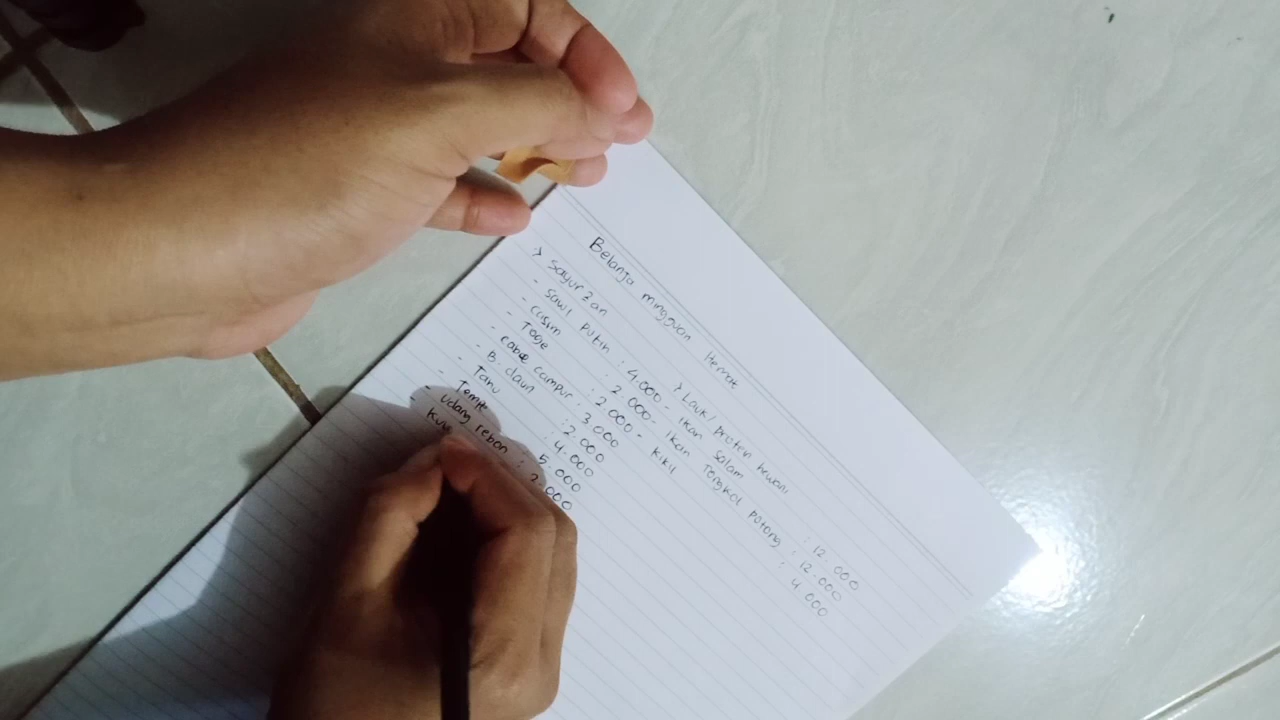 Belanja mingguan Hemat
> Sayur2an
- Sawi putih : 4.000
- Caisim : 2.000
- Toge : 2.000
- cabe campur : 3.000
- B. daun : 2.000
- Tahu : 4.000
- Tempe : 5.000
- udang rebon : 2.000
> Lauk/protein hewani
- ikan salam : 12.000
- ikan Tongkol potong : 12.000
- kikil : 4.000